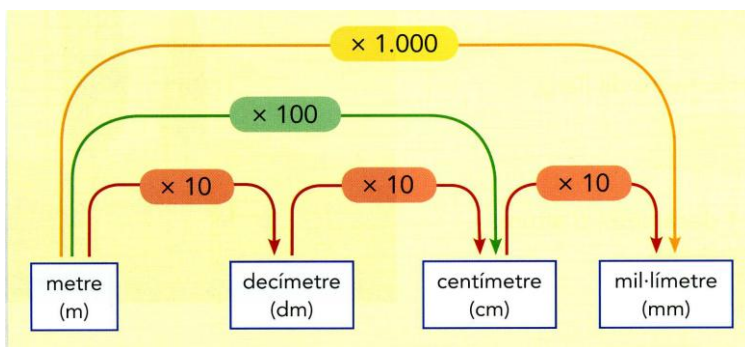 × 1.000
× 100
× 10
× 10
× 10
metre
(m)
decímetre
(dm)
centímetre
(cm)
mil·límetre
(mm)